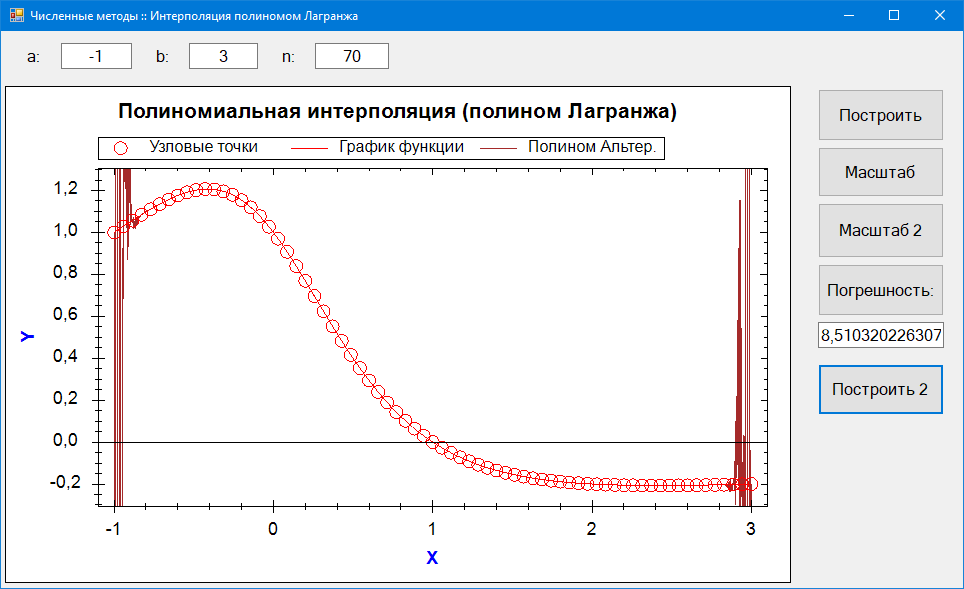 Численные методы :: Интерполяция полиномом Лагранжа
a: -1 b: 3 n: 70
Полиномиальная интерполяция (полином Лагранжа)
Узловые точки График функции Полином Альтер.
1,2
1,0
0,8
0,6
0,4
0,2
0,0
-0,2
Y
-1 0 1 2 3
X
Построить
Масштаб
Масштаб 2
Погрешность:
8,510320226307
Построить 2